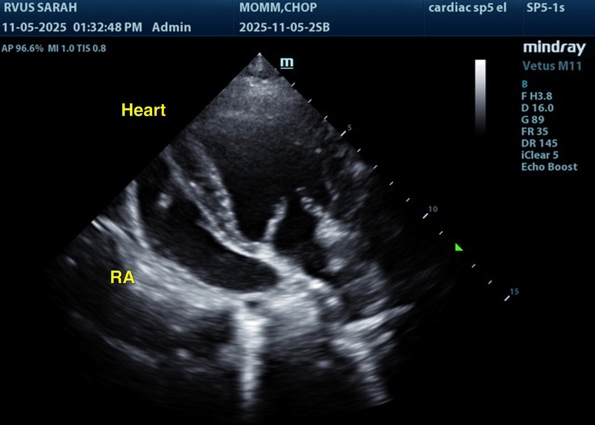 RVUS SARAH MOMM,CHOP cardiac sp5 el SP5-1s
11-05-2025 01:32:48 PM Admin 2025-11-05-2SB
AP 96.6% MI 1.0 TIS 0.8
m
mindray
Vetus M11
B
F H3.8
D 16.0
G 89
FR 35
DR 145
iClear 5
Echo Boost
Heart
5
10
RA
15